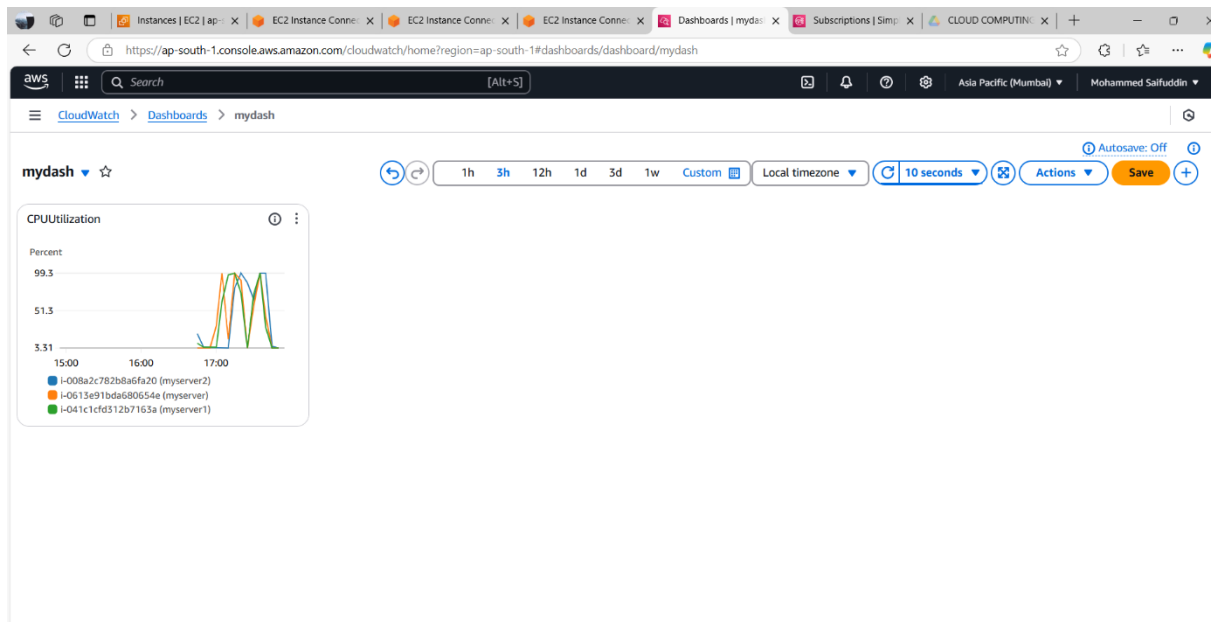 Instances | EC2 | ap-s
EC2 Instance Connec
EC2 Instance Connec
EC2 Instance Connec
Dashboards | mydas
Subscriptions | Simp
CLOUD COMPUTING
https://ap-south-1.console.aws.amazon.com/cloudwatch/home?region=ap-south-1#dashboards/dashboard/mydash
aws Search [Alt+S] Asia Pacific (Mumbai) Mohammed Saifuddin
CloudWatch > Dashboards > mydash
Autosave: Off
mydash 1h 3h 12h 1d 3d 1w Custom Local timezone 10 seconds Actions Save
CPUUtilization
Percent
99.3
51.3
3.31
15:00 16:00 17:00
i-008a2c782b8a6fa20 (myserver2)
i-0613e91bda680654e (myserver)
i-041c1cfd312b7163a (myserver1)